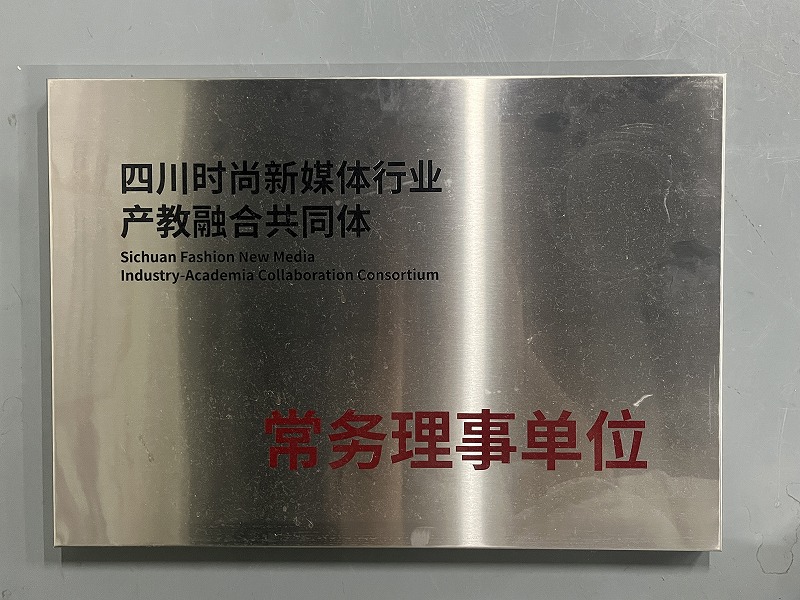 四川时尚新媒体行业
产教融合共同体
Sichuan Fashion New Media
Industry-Academia Collaboration Consortium
常务理事单位